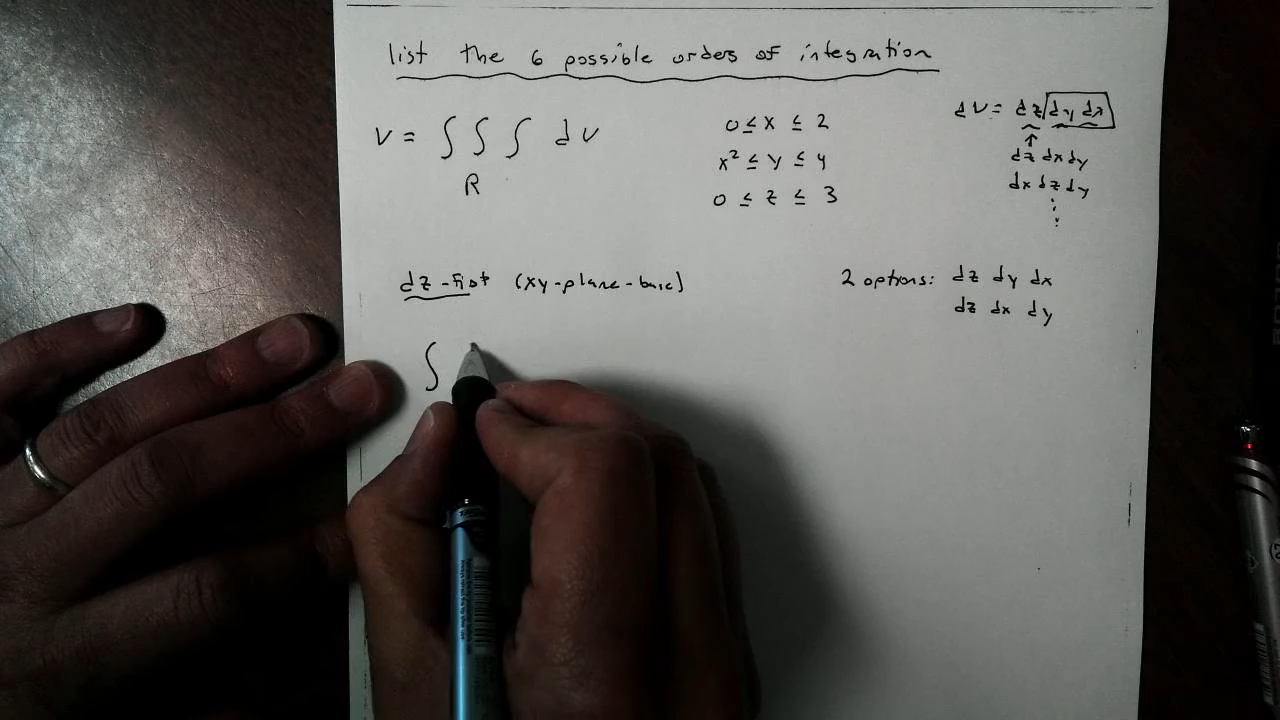 list the 6 possible orders of integration
V = ∫ ∫ ∫ dV
R
0 ≤ x ≤ 2
x² ≤ y ≤ 4
0 ≤ z ≤ 3
dV = dz dy dx
↑
dz dx dy
dx dz dy
⋮
dz - first (xy-plane-base)
2 options: dz dy dx
dz dx dy
∫